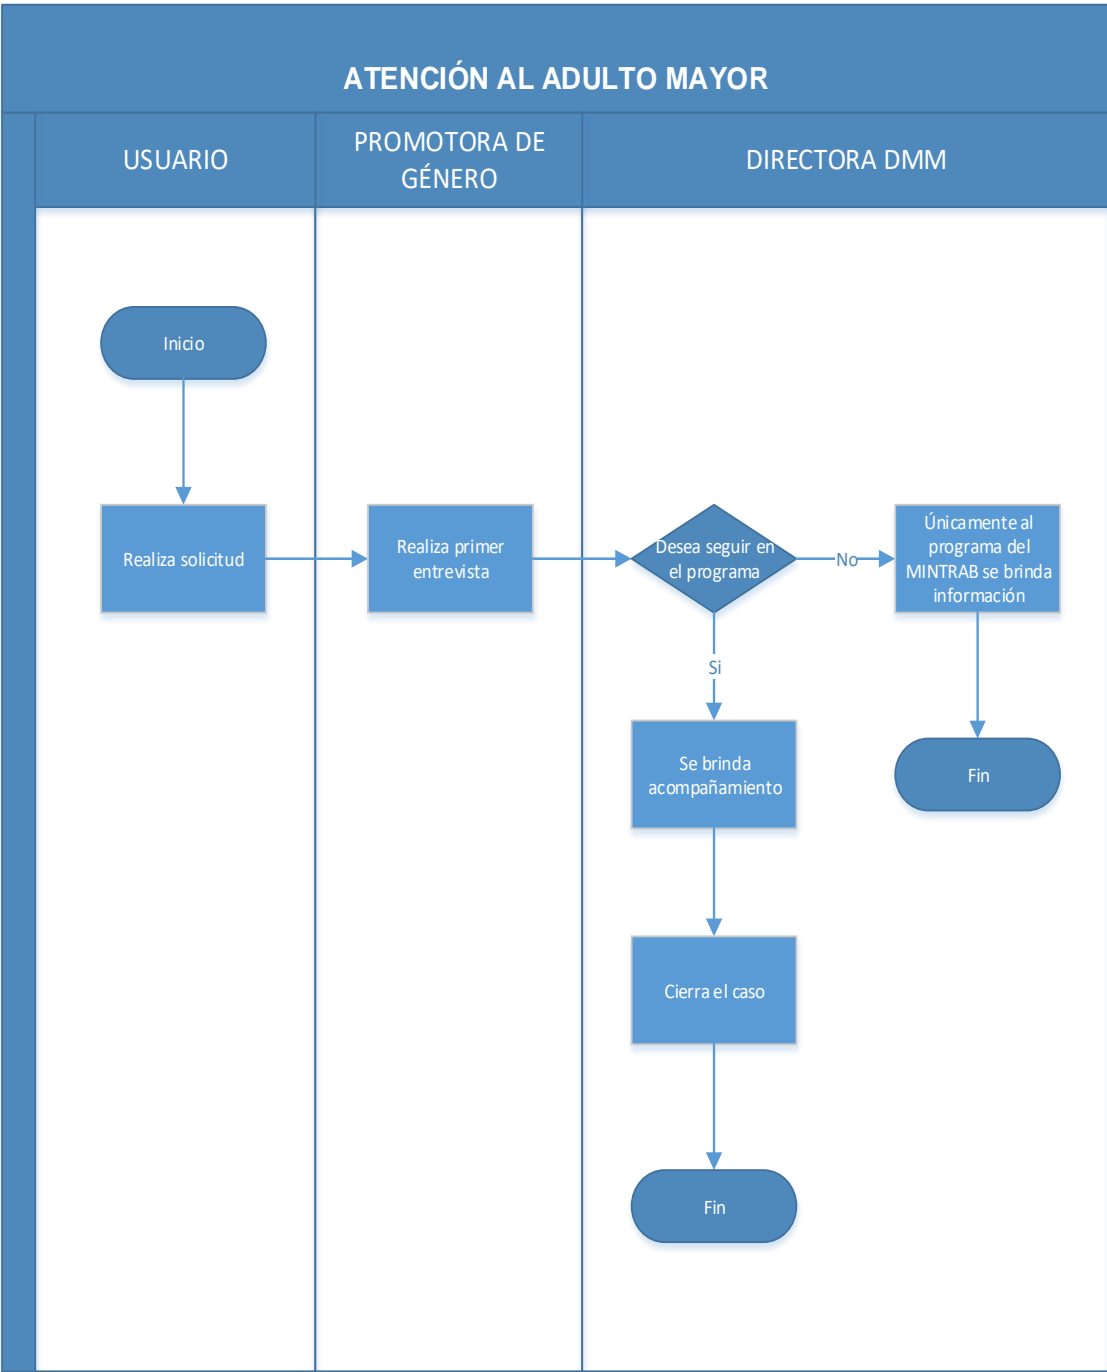 ATENCIÓN AL ADULTO MAYOR
USUARIO
PROMOTORA DE
GÉNERO
DIRECTORA DMM
Inicio
Realiza solicitud
Realiza primer
entrevista
Desea seguir en
el programa
No
Únicamente al
programa del
MINTRAB se brinda
información
Si
Se brinda
acompañamiento
Fin
Cierra el caso
Fin